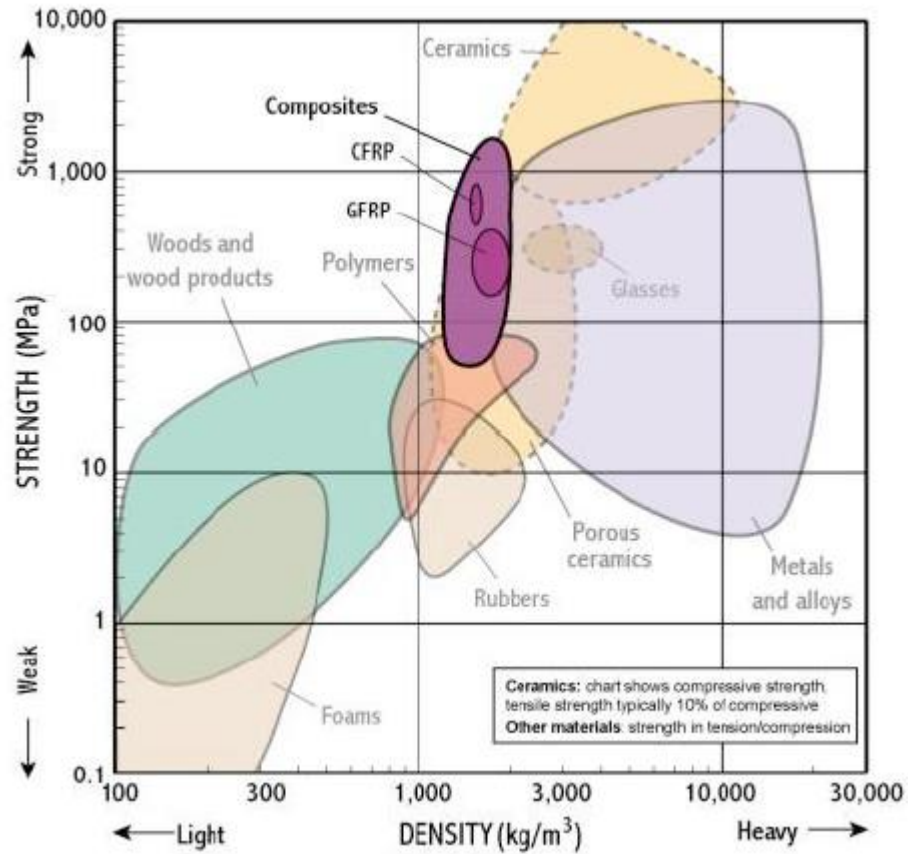 10,000
1,000
100
10
1
0.1
Strong
STRENGTH (MPa)
Weak
Ceramics
Composites
CFRP
GFRP
Woods and
wood products
Polymers
Glasses
Porous
ceramics
Rubbers
Metals
and alloys
Foams
Ceramics: chart shows compressive strength,
tensile strength typically 10% of compressive
Other materials: strength in tension/compression
100
300
1,000
3,000
10,000
30,000
Light
DENSITY (kg/m³)
Heavy